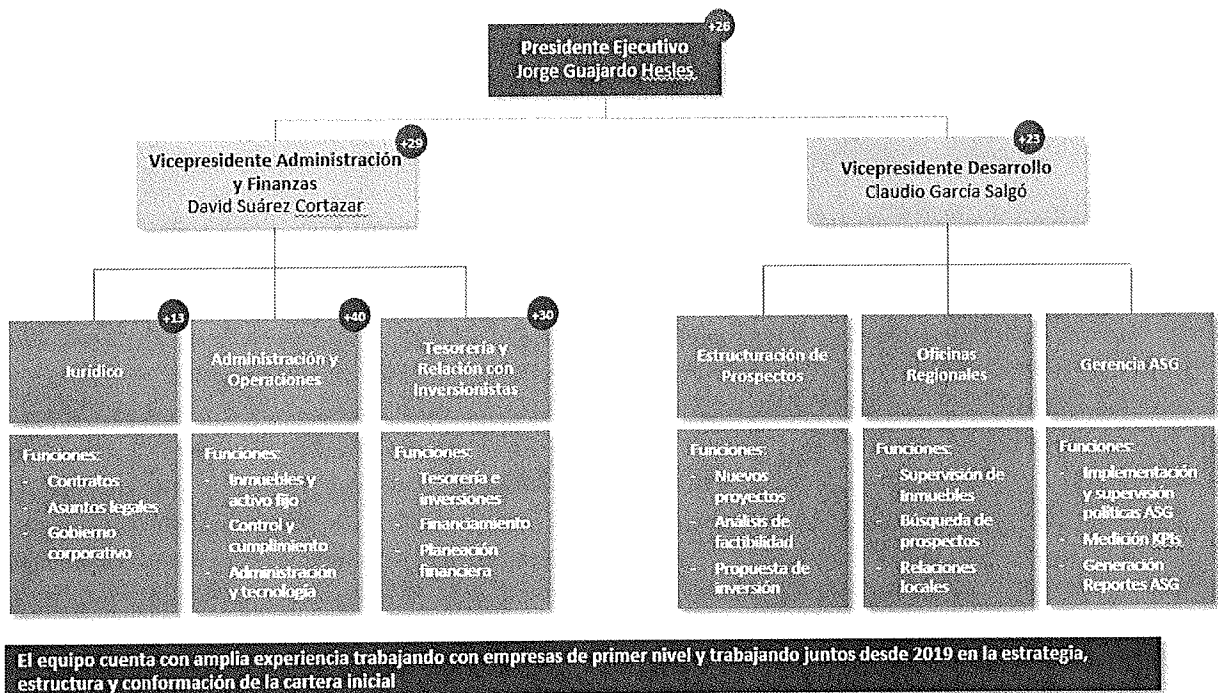 +26
Presidente Ejecutivo
Jorge Guajardo Hesles
+29
Vicepresidente Administración
y Finanzas
David Suárez Cortazar
+23
Vicepresidente Desarrollo
Claudio García Salgó
+13
Jurídico
+40
Administración y
Operaciones
+30
Tesorería y
Relación con
Inversionistas
Estructuración de
Prospectos
Oficinas
Regionales
Gerencia ASG
Funciones:
- Contratos
- Asuntos legales
- Gobierno
corporativo
Funciones:
- Inmuebles y
activo fijo
- Control y
cumplimiento
- Administración
y tecnología
Funciones:
- Tesorería e
inversiones
- Financiamiento
- Planeación
financiera
Funciones:
- Nuevos
proyectos
- Análisis de
factibilidad
- Propuesta de
inversión
Funciones:
- Supervisión de
inmuebles
- Búsqueda de
prospectos
- Relaciones
locales
Funciones:
- Implementación
y supervisión
políticas ASG
- Medición KPIs
- Generación
Reportes ASG
El equipo cuenta con amplia experiencia trabajando con empresas de primer nivel y trabajando juntos desde 2019 en la estrategia,
estructura y conformación de la cartera inicial